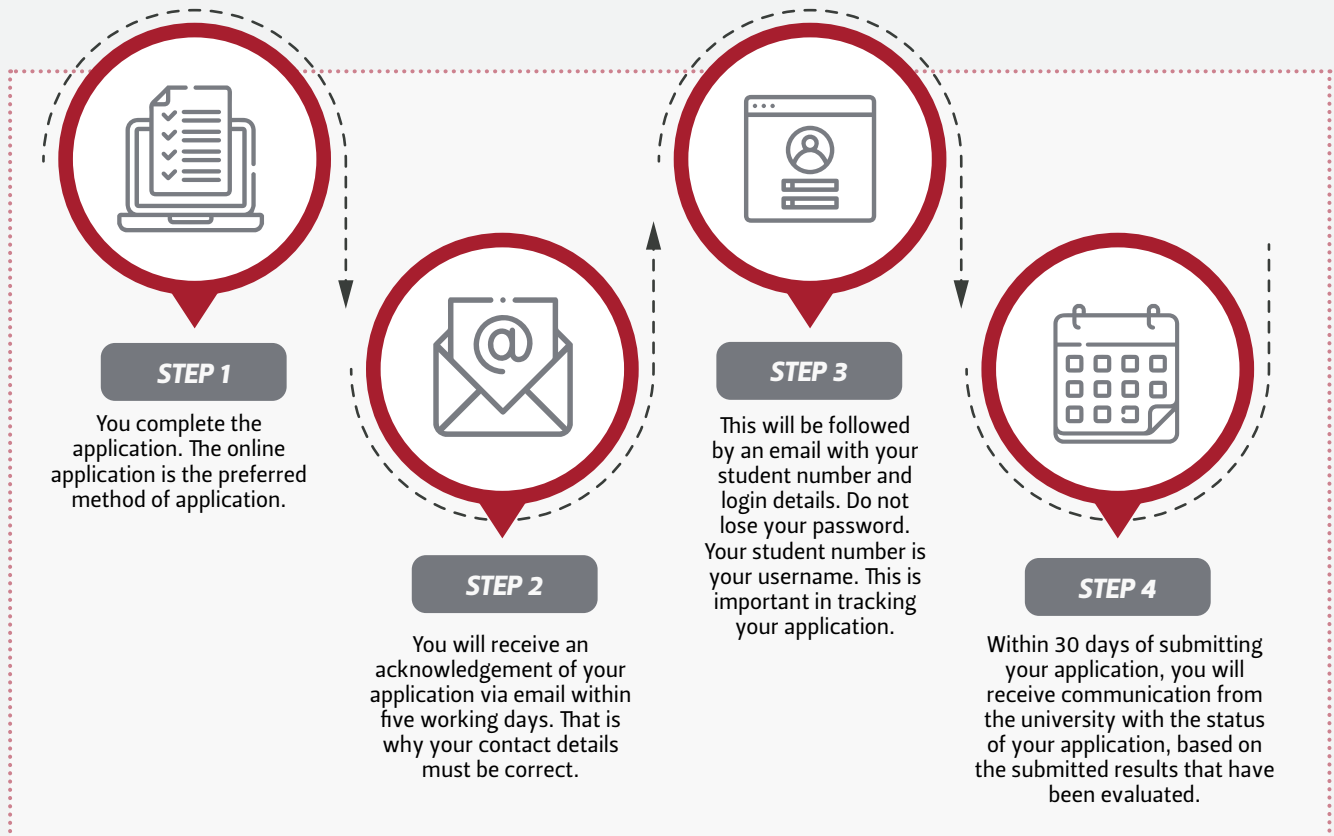 STEP 1
You complete the
application. The online
application is the preferred
method of application.
STEP 2
You will receive an
acknowledgement of your
application via email within
five working days. That is
why your contact details
must be correct.
STEP 3
This will be followed
by an email with your
student number and
login details. Do not
lose your password.
Your student number is
your username. This is
important in tracking
your application.
STEP 4
Within 30 days of submitting
your application, you will
receive communication from
the university with the status
of your application, based on
the submitted results that have
been evaluated.